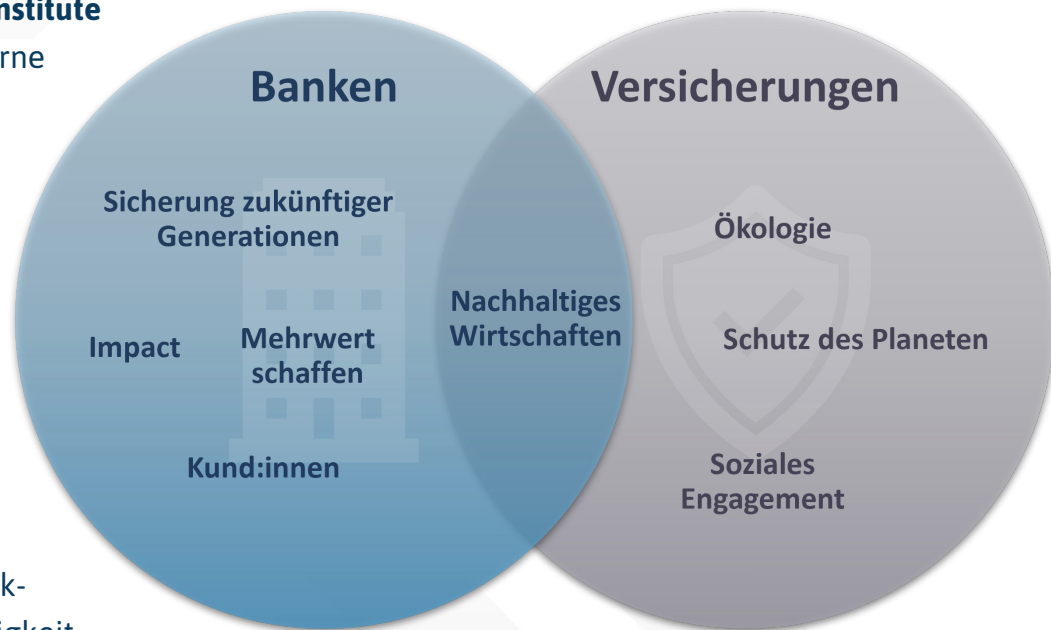 nstitute
rne
Banken
Versicherungen
Sicherung zukünftiger
Generationen
Impact
Mehrwert
schaffen
Kund:innen
Nachhaltiges
Wirtschaften
Ökologie
Schutz des Planeten
Soziales
Engagement
k-
igkeit